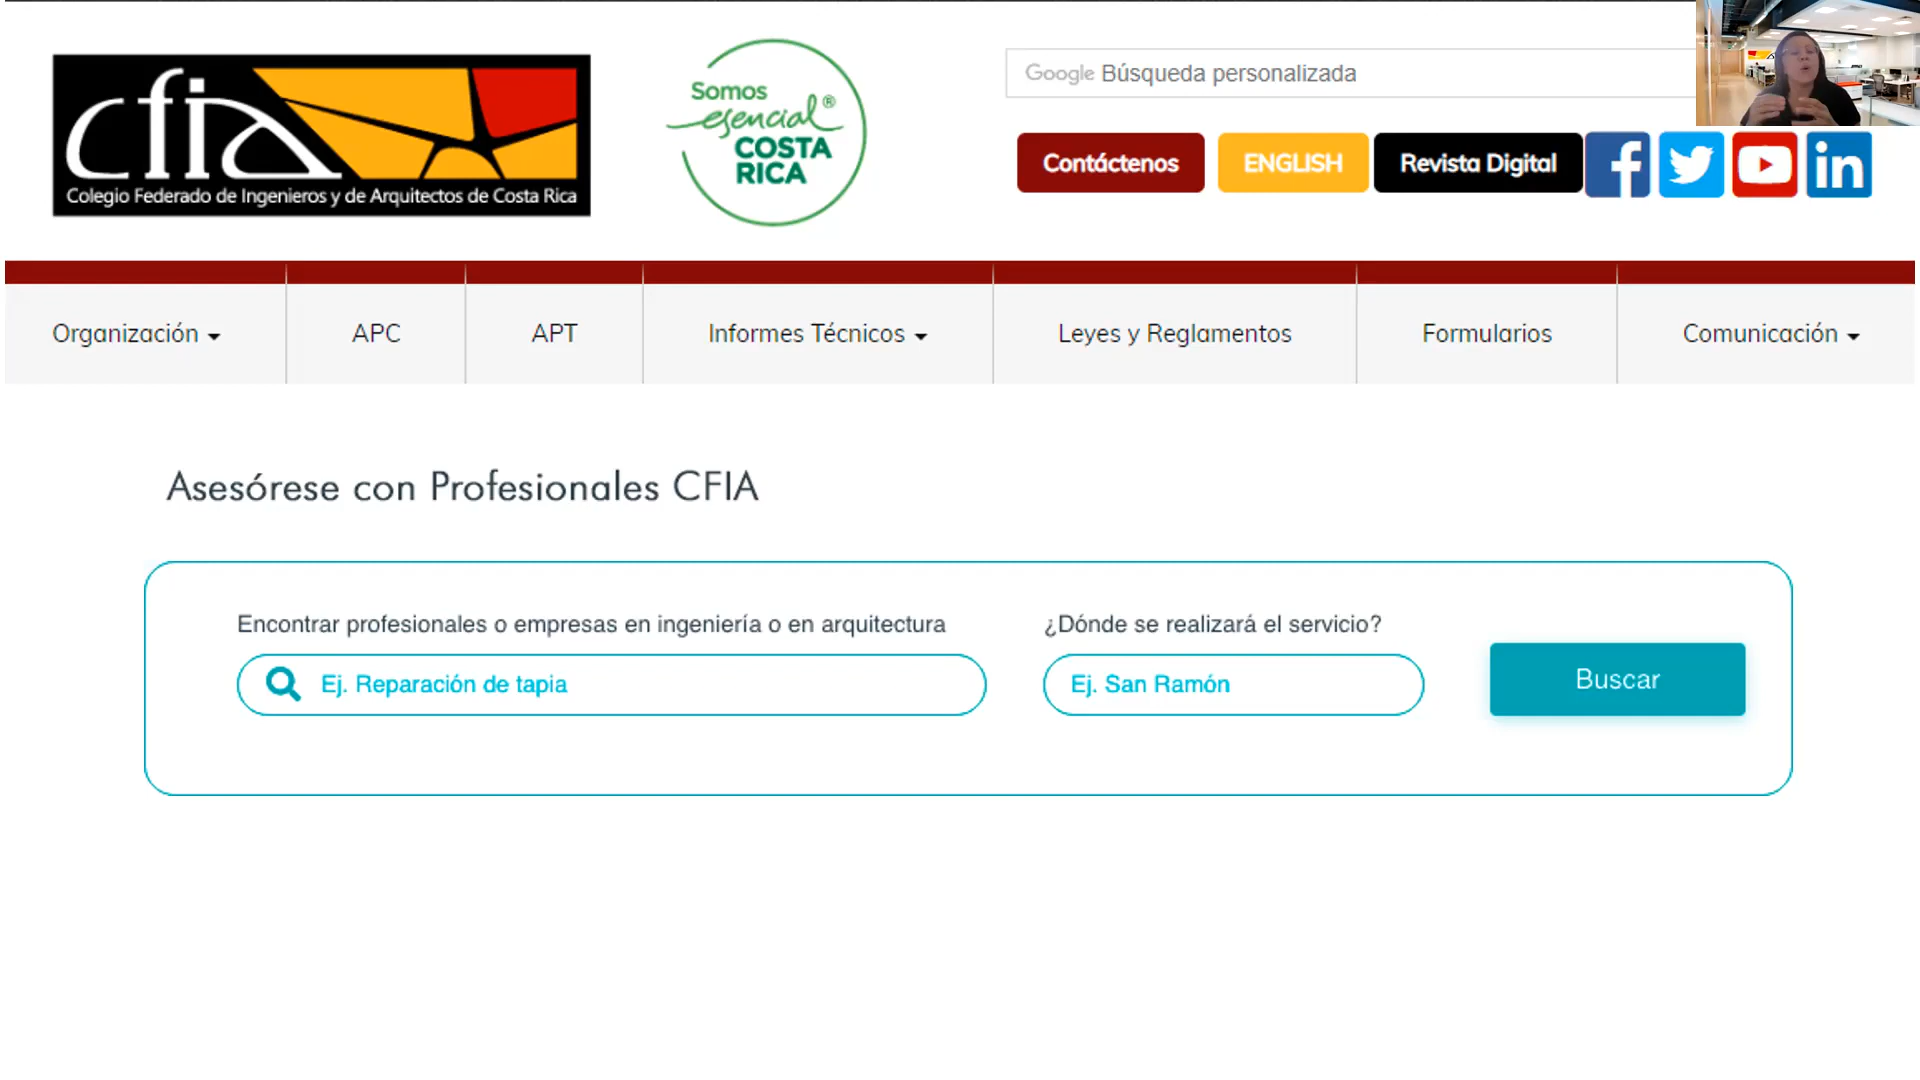 cfia
Colegio Federado de Ingenieros y de Arquitectos de Costa Rica
Somos
esencial®
COSTA
RICA
Google Búsqueda personalizada
Contáctenos
ENGLISH
Revista Digital
f
in
Organización
APC
APT
Informes Técnicos
Leyes y Reglamentos
Formularios
Comunicación
Asesórese con Profesionales CFIA
Encontrar profesionales o empresas en ingeniería o en arquitectura
¿Dónde se realizará el servicio?
Ej. Reparación de tapia
Ej. San Ramón
Buscar